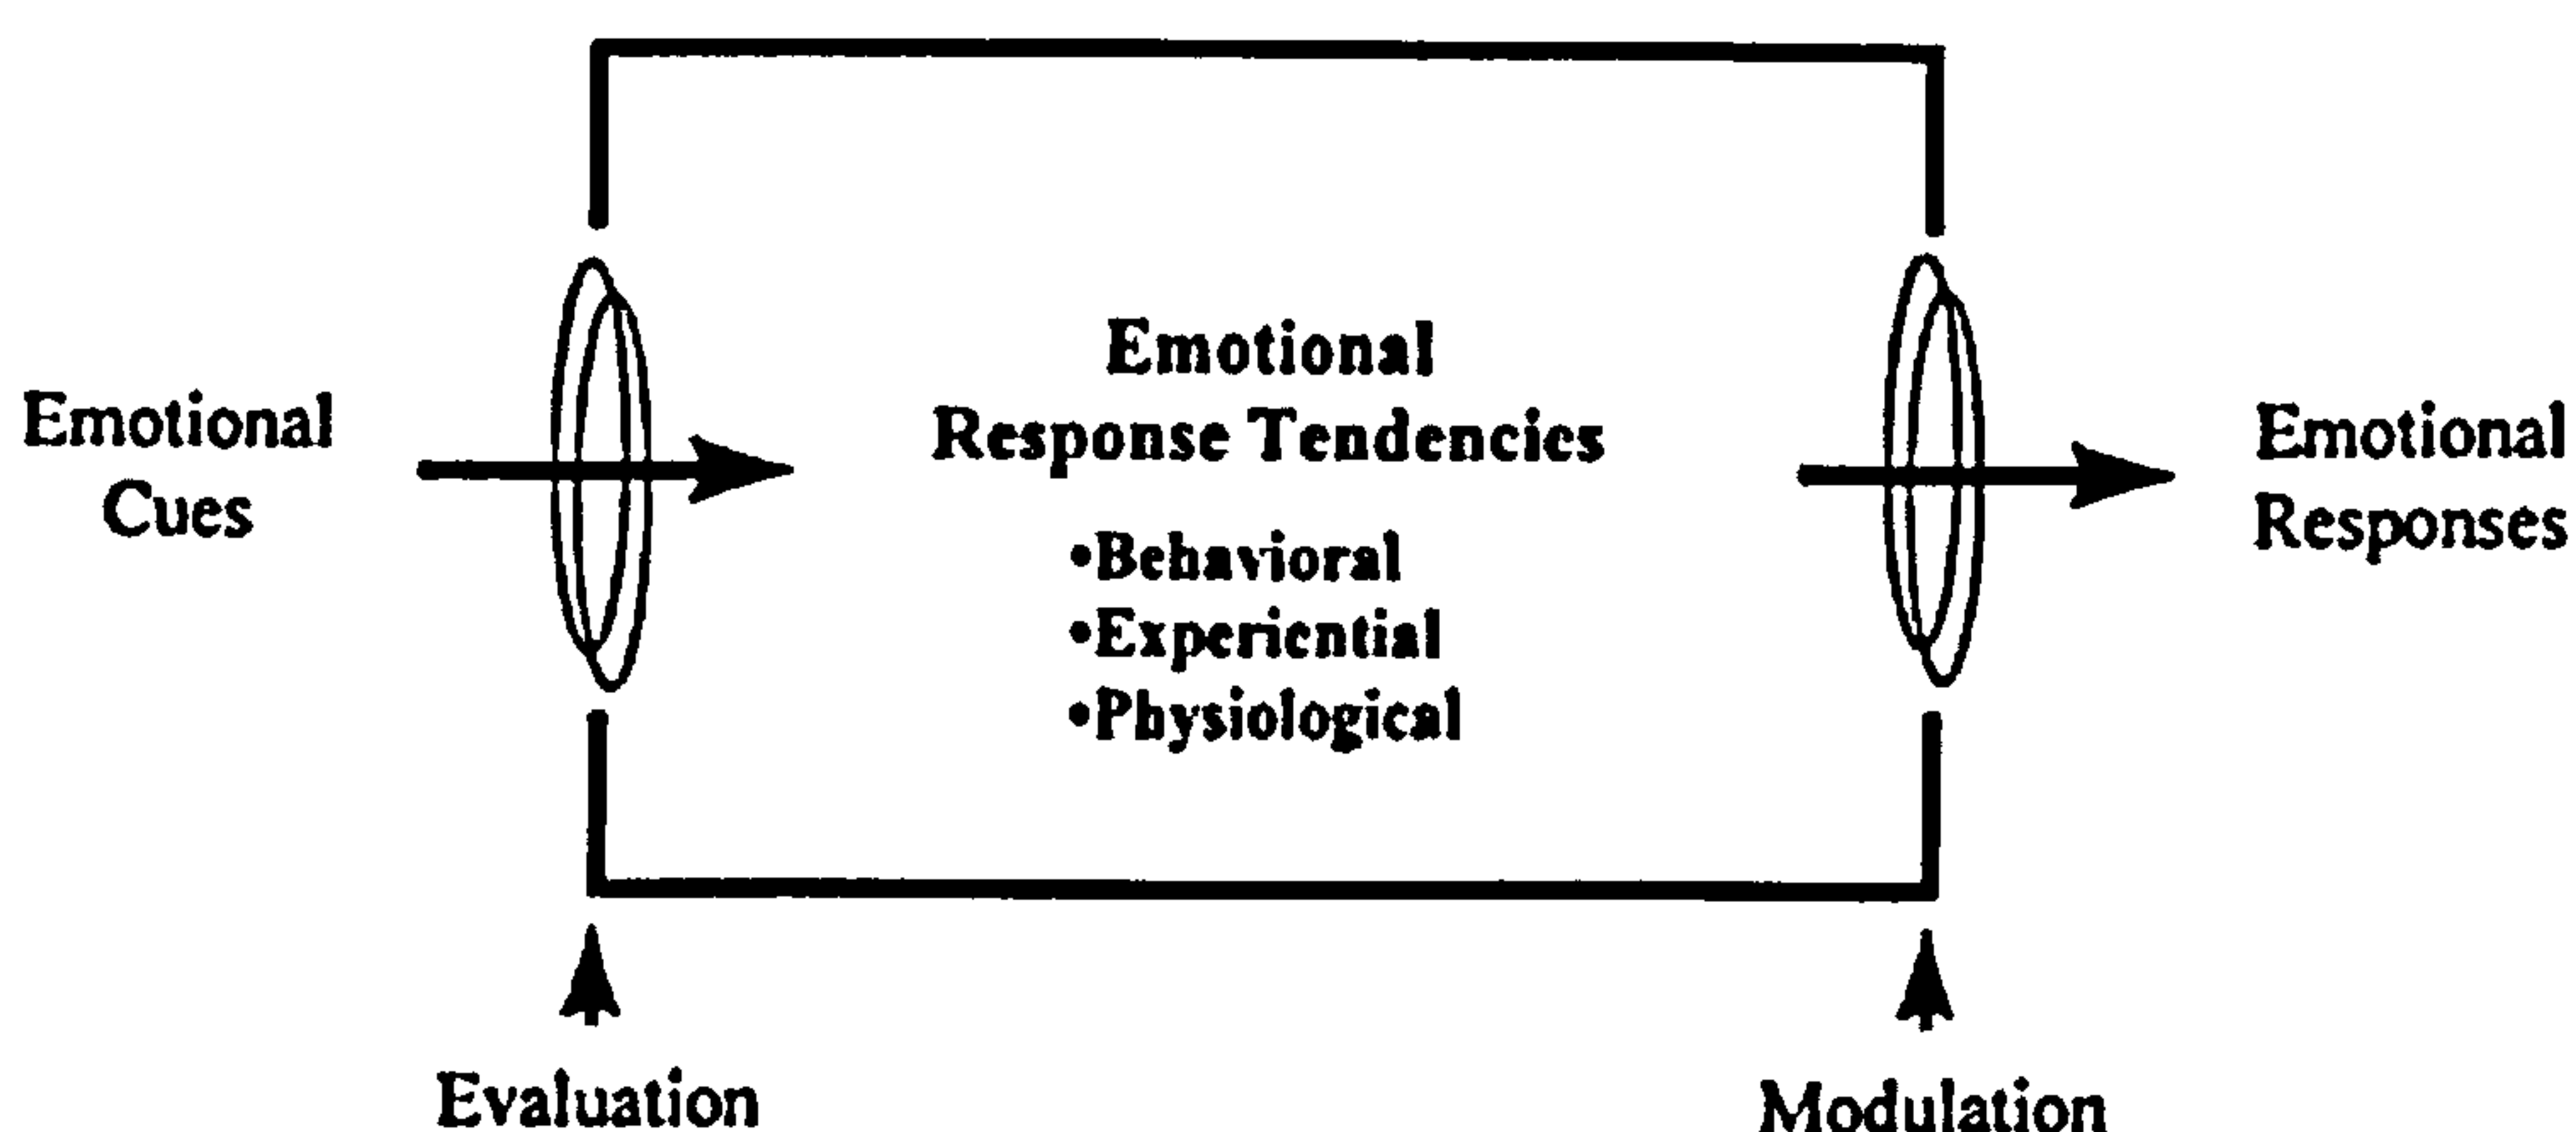 Emotional
Cues
Emotional
Response Tendencies
•Behavioral
•Experiential
•Physiological
Emotional
Responses
Evaluation
Modulation